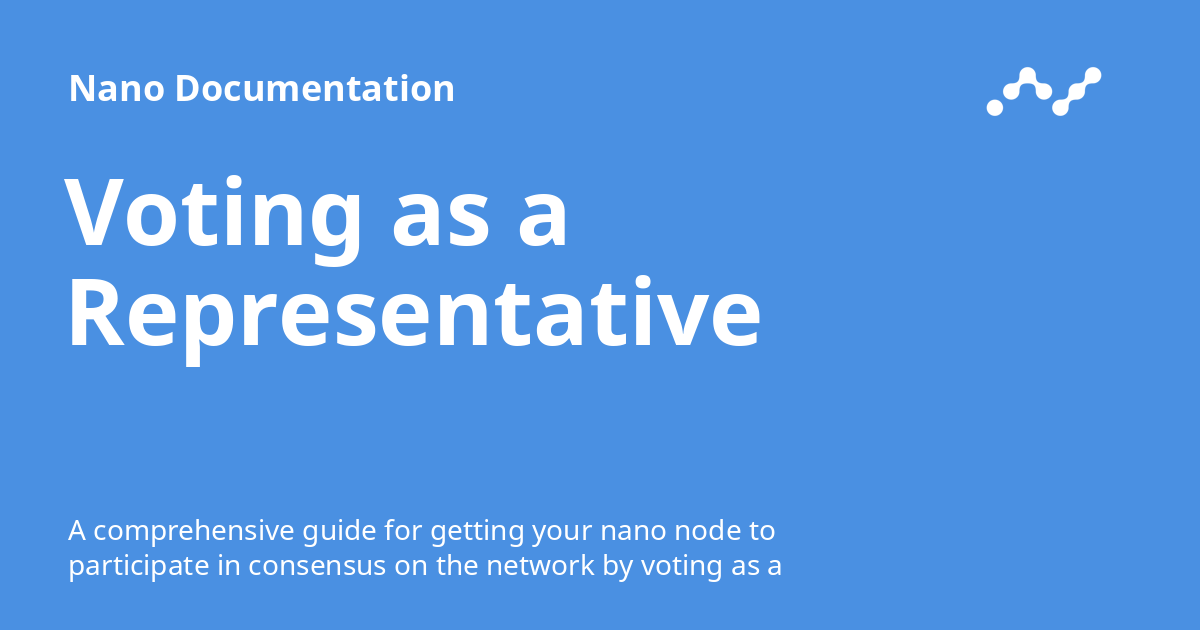 Nano Documentation
Voting as a
Representative
A comprehensive guide for getting your nano node to
participate in consensus on the network by voting as a